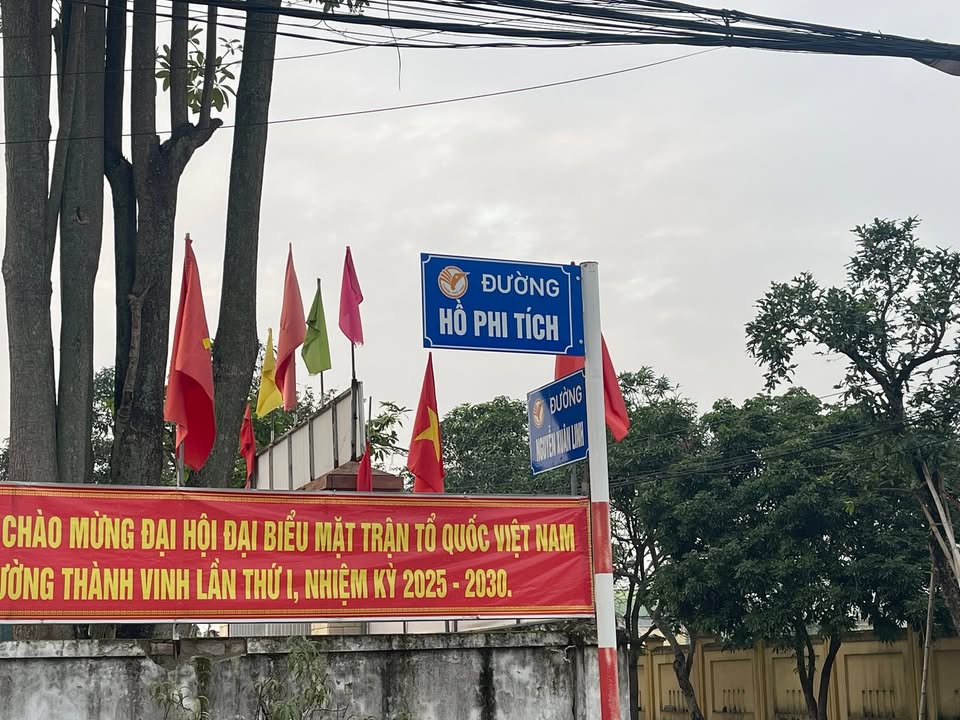 ĐƯỜNG
HỒ PHI TÍCH
ĐƯỜNG
NGUYỄN XUÂN LINH
CHÀO MỪNG ĐẠI HỘI ĐẠI BIỂU MẶT TRẬN TỔ QUỐC VIỆT NAM
ƯỜNG THÀNH VINH LẦN THỨ I, NHIỆM KỲ 2025 - 2030.